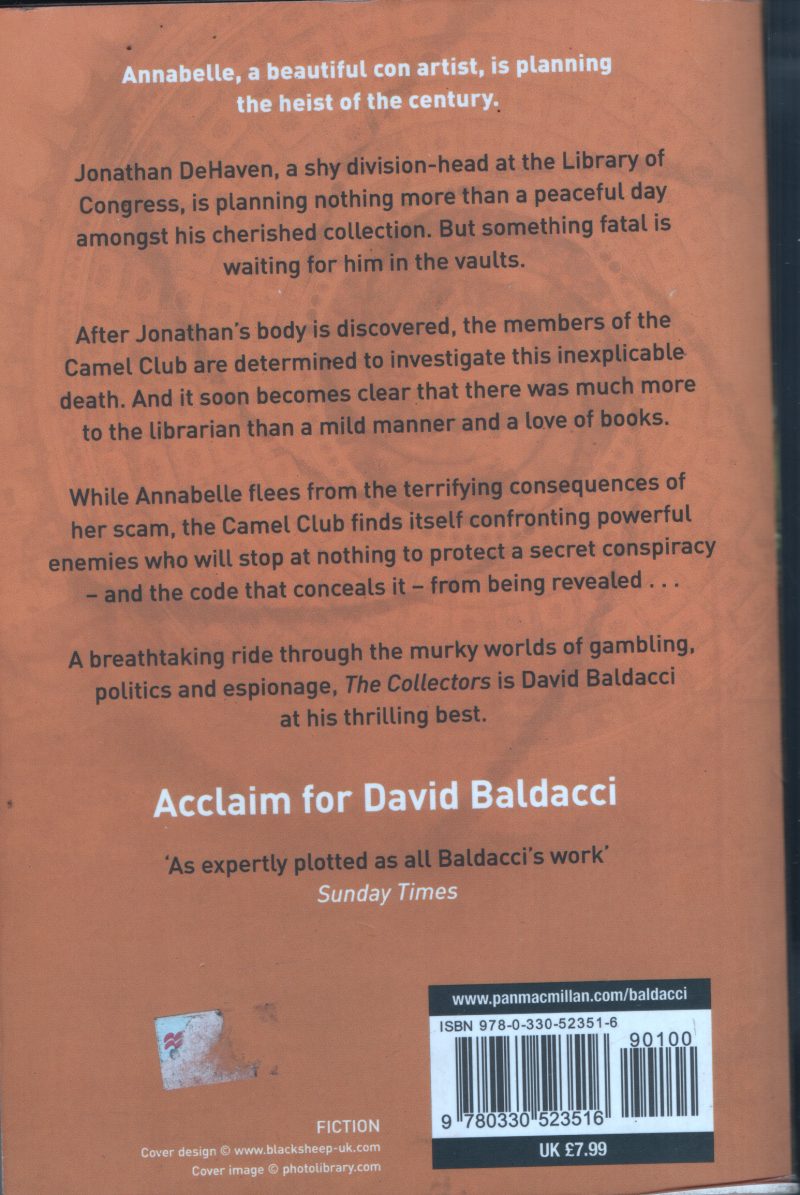 Annabelle, a beautiful con artist, is planning
the heist of the century.
Jonathan DeHaven, a shy division-head at the Library of
Congress, is planning nothing more than a peaceful day
amongst his cherished collection. But something fatal is
waiting for him in the vaults.
After Jonathan's body is discovered, the members of the
Camel Club are determined to investigate this inexplicable
death. And it soon becomes clear that there was much more
to the librarian than a mild manner and a love of books.
While Annabelle flees from the terrifying consequences of
her scam, the Camel Club finds itself confronting powerful
enemies who will stop at nothing to protect a secret conspiracy
– and the code that conceals it – from being revealed . . .
A breathtaking ride through the murky worlds of gambling,
politics and espionage, The Collectors is David Baldacci
at his thrilling best.
Acclaim for David Baldacci
'As expertly plotted as all Baldacci's work'
Sunday Times
www.panmacmillan.com/baldacci
ISBN 978-0-330-52351-6
90100
9 780330 523516
UK £7.99
FICTION
Cover design © www.blacksheep-uk.com
Cover image © photolibrary.com